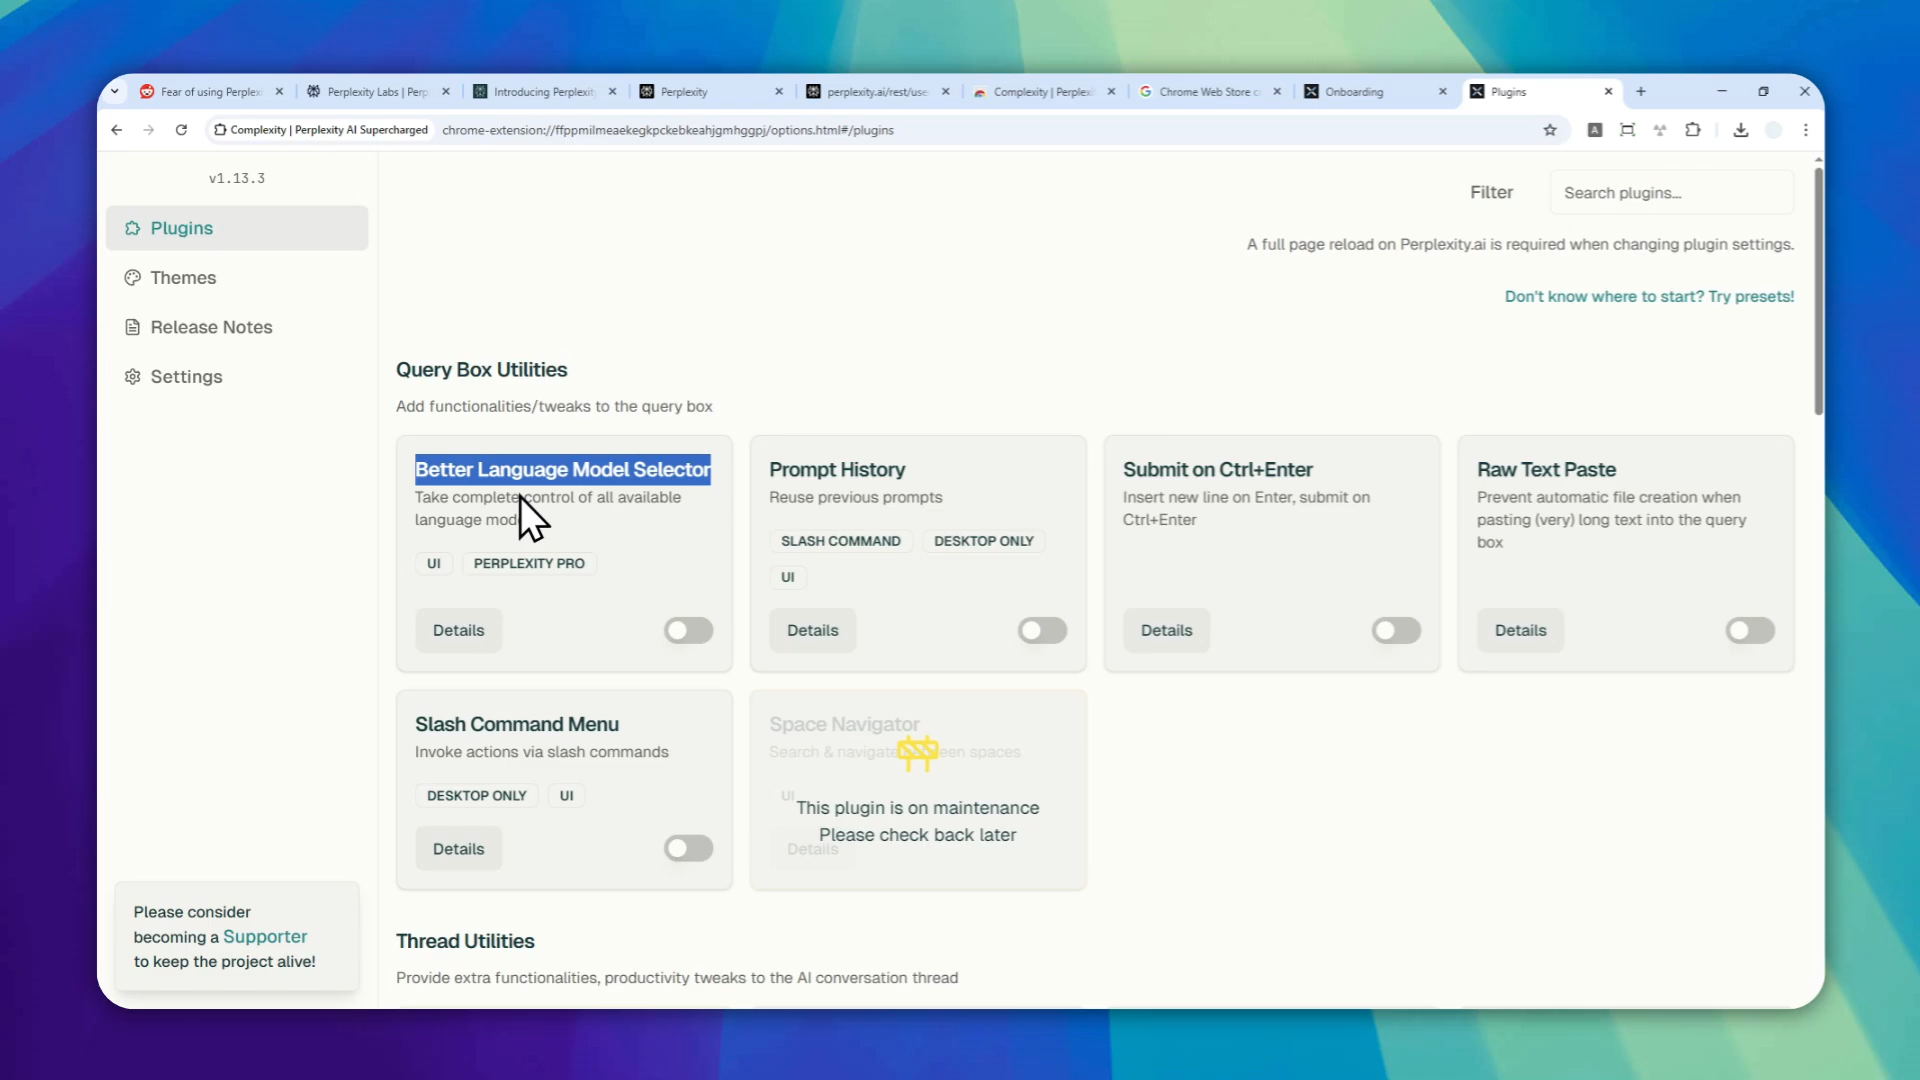 Fear of using Perplex
Perplexity Labs | Perp
Introducing Perplexity
Perplexity
perplexity.ai/rest/use
Complexity | Perplexi
Chrome Web Store c
Onboarding
Plugins
Complexity | Perplexity AI Supercharged
chrome-extension://ffppmilmeaekegkpckebkeahjgmhggpj/options.html#/plugins
v1.13.3
Plugins
Themes
Release Notes
Settings
Filter
Search plugins...
A full page reload on Perplexity.ai is required when changing plugin settings.
Don't know where to start? Try presets!
Query Box Utilities
Add functionalities/tweaks to the query box
Better Language Model Selector
Take complete control of all available
language mod
UI
PERPLEXITY PRO
Details
Prompt History
Reuse previous prompts
SLASH COMMAND
DESKTOP ONLY
UI
Details
Submit on Ctrl+Enter
Insert new line on Enter, submit on
Ctrl+Enter
Details
Raw Text Paste
Prevent automatic file creation when
pasting (very) long text into the query
box
Details
Slash Command Menu
Invoke actions via slash commands
DESKTOP ONLY
UI
Details
Space Navigator
Search & navigate een spaces
UI
This plugin is on maintenance
Please check back later
Details
Thread Utilities
Provide extra functionalities, productivity tweaks to the AI conversation thread
Please consider
becoming a Supporter
to keep the project alive!